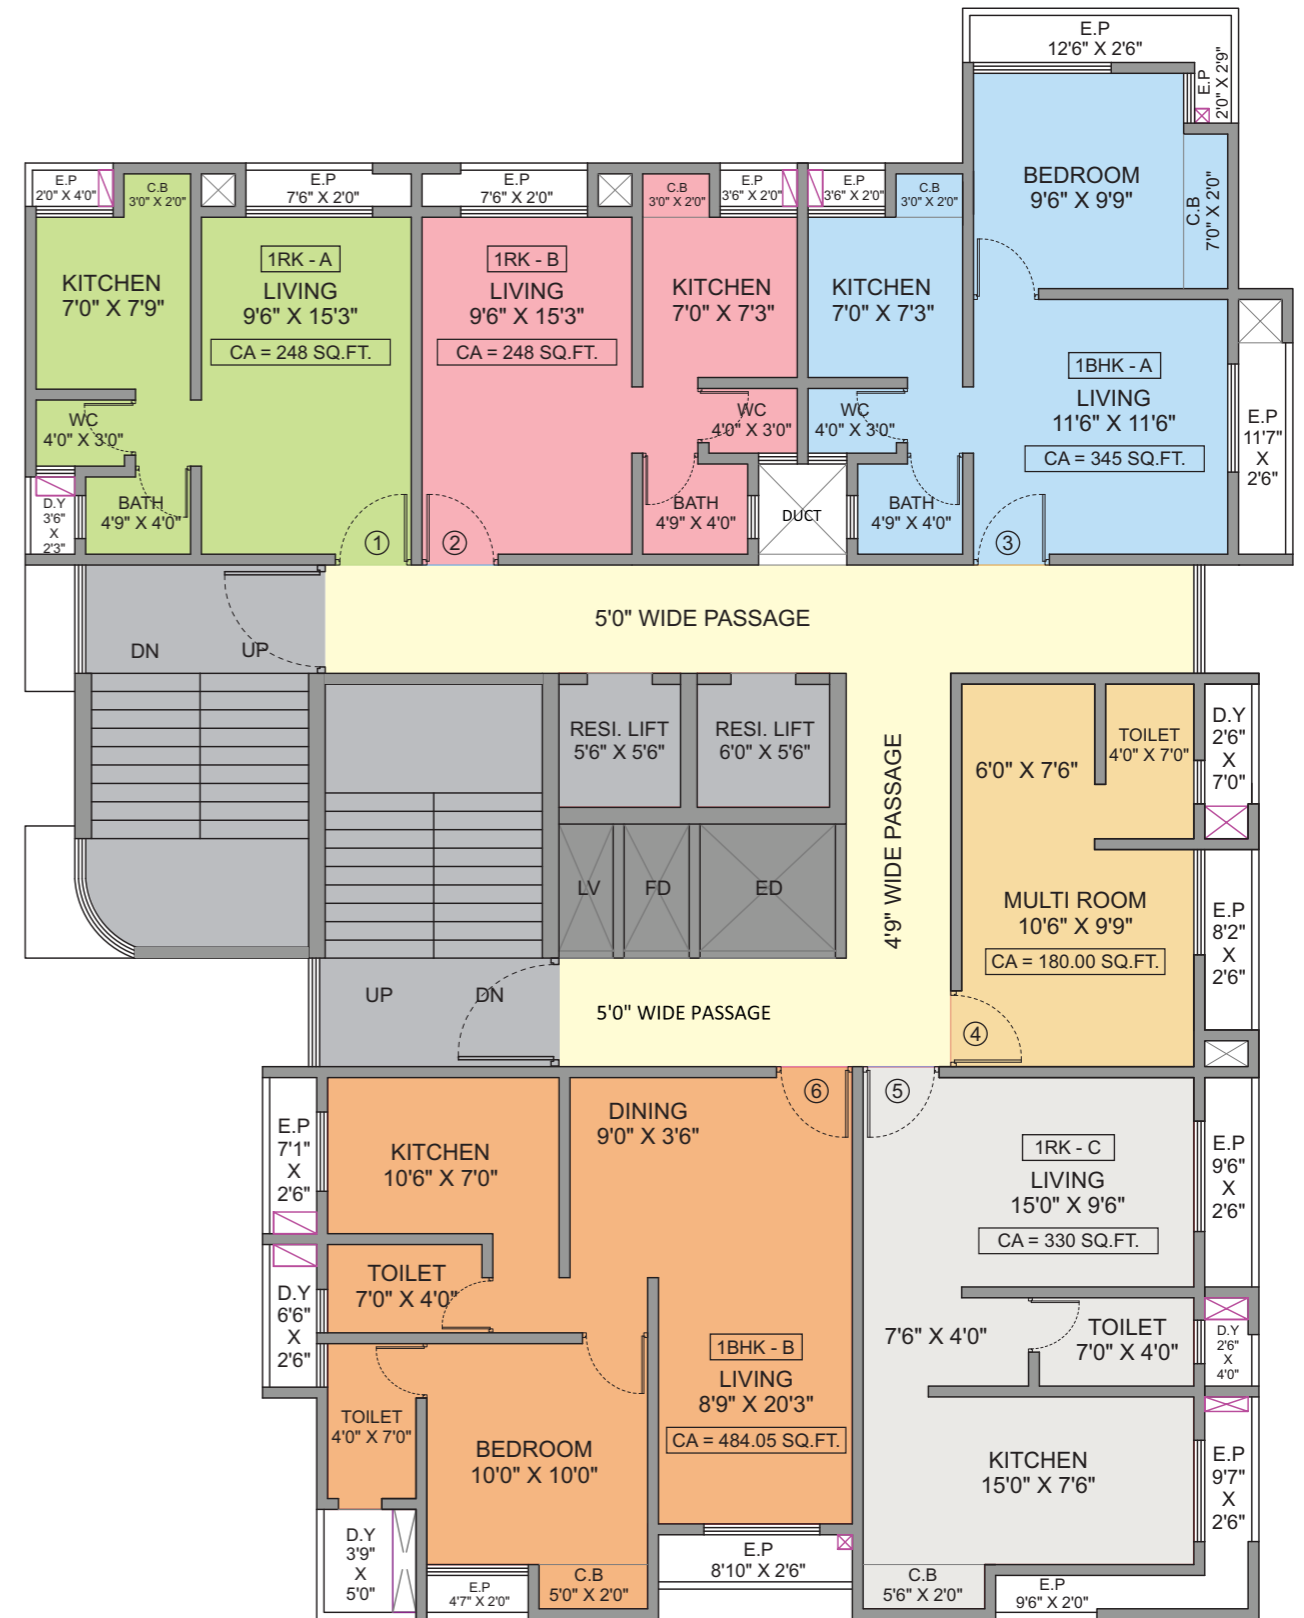 E.P
12'6" X 2'6"
E.P
2'0" X 2'9"
BEDROOM
9'6" X 9'9"
C.B
7'0" X 2'0"
E.P
2'0" X 4'0"
C.B
3'0" X 2'0"
E.P
7'6" X 2'0"
E.P
7'6" X 2'0"
C.B
3'0" X 2'0"
E.P
3'6" X 2'0"
E.P
3'6" X 2'0"
C.B
3'0" X 2'0"
KITCHEN
7'0" X 7'9"
1RK - A
LIVING
9'6" X 15'3"
CA = 248 SQ.FT.
1RK - B
LIVING
9'6" X 15'3"
CA = 248 SQ.FT.
KITCHEN
7'0" X 7'3"
KITCHEN
7'0" X 7'3"
1BHK - A
LIVING
11'6" X 11'6"
CA = 345 SQ.FT.
E.P
11'7"
X
2'6"
WC
4'0" X 3'0"
WC
4'0" X 3'0"
WC
4'0" X 3'0"
D.Y
3'6"
X
2'3"
BATH
4'9" X 4'0"
1
2
BATH
4'9" X 4'0"
DUCT
BATH
4'9" X 4'0"
3
DN
UP
5'0" WIDE PASSAGE
RESI. LIFT
5'6" X 5'6"
RESI. LIFT
6'0" X 5'6"
4'9" WIDE PASSAGE
6'0" X 7'6"
TOILET
4'0" X 7'0"
D.Y
2'6"
X
7'0"
LV
FD
ED
MULTI ROOM
10'6" X 9'9"
CA = 180.00 SQ.FT.
E.P
8'2"
X
2'6"
UP
DN
5'0" WIDE PASSAGE
4
6
5
E.P
7'1"
X
2'6"
KITCHEN
10'6" X 7'0"
DINING
9'0" X 3'6"
1RK - C
LIVING
15'0" X 9'6"
CA = 330 SQ.FT.
E.P
9'6"
X
2'6"
D.Y
6'6"
X
2'6"
TOILET
7'0" X 4'0"
1BHK - B
LIVING
8'9" X 20'3"
CA = 484.05 SQ.FT.
7'6" X 4'0"
TOILET
7'0" X 4'0"
D.Y
2'6"
X
4'0"
TOILET
4'0" X 7'0"
BEDROOM
10'0" X 10'0"
KITCHEN
15'0" X 7'6"
E.P
9'7"
X
2'6"
D.Y
3'9"
X
5'0"
E.P
4'7" X 2'0"
C.B
5'0" X 2'0"
E.P
8'10" X 2'6"
C.B
5'6" X 2'0"
E.P
9'6" X 2'0"